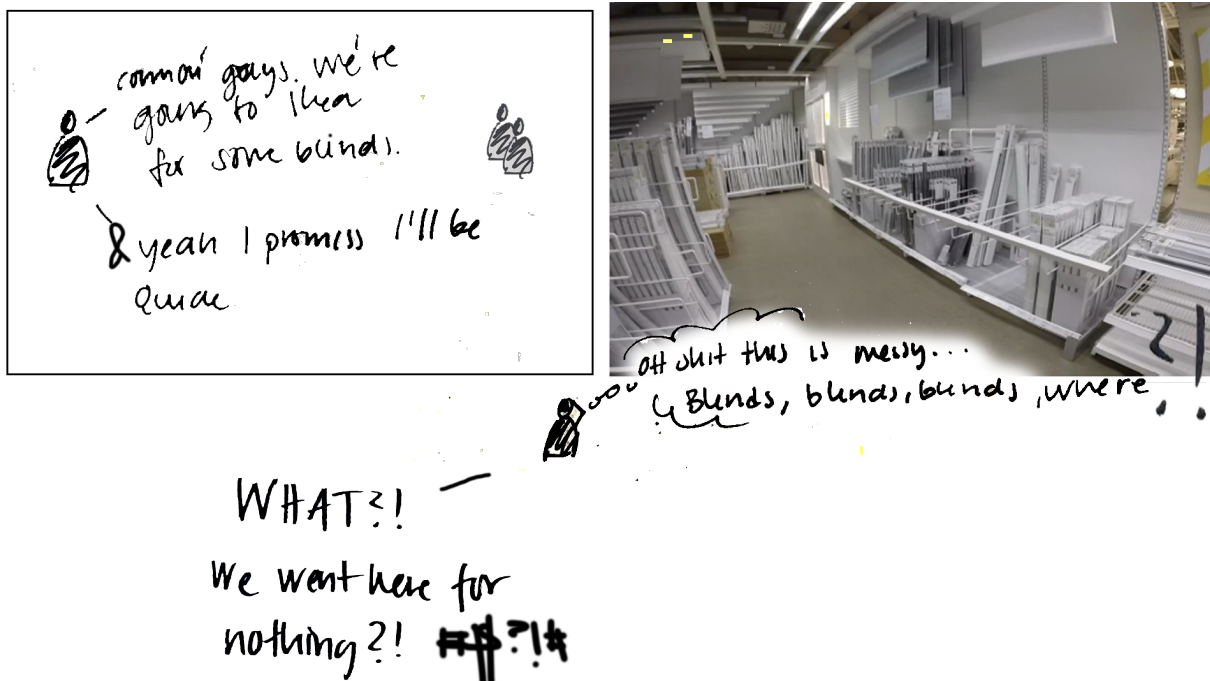 common guys. We're
going to Ikea
for some blinds.
& yeah I promiss I'll be
Quick
OH shit this is messy...
Blinds, blinds, blinds, where ?!
WHAT?!
We went here for
nothing?! #$?!#